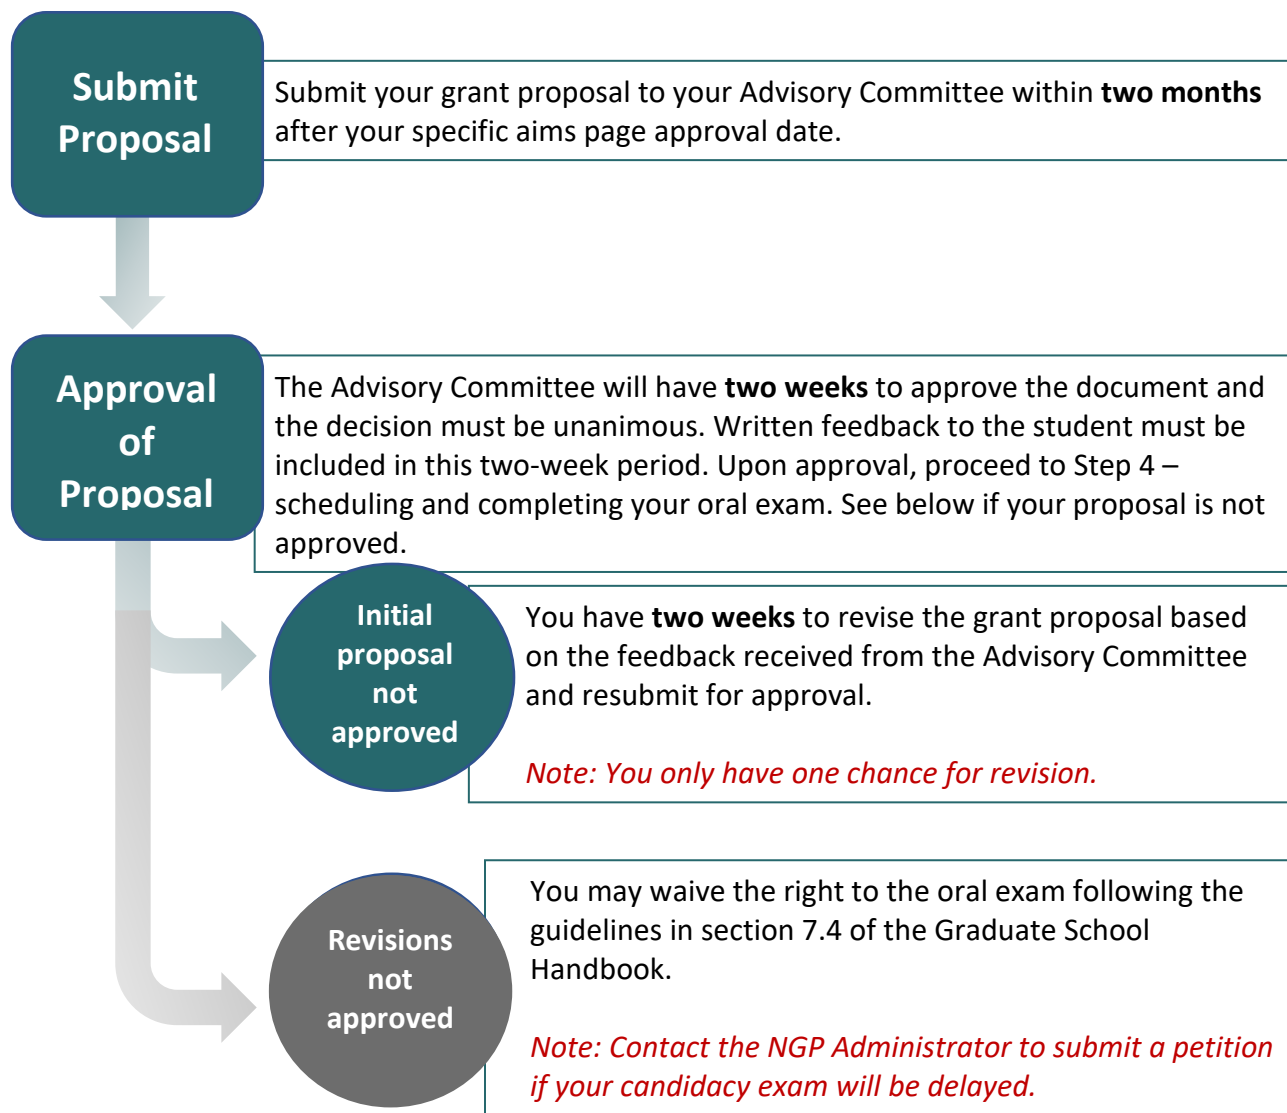 Submit
Proposal
Submit your grant proposal to your Advisory Committee within two months
after your specific aims page approval date.
Approval
of
Proposal
The Advisory Committee will have two weeks to approve the document and
the decision must be unanimous. Written feedback to the student must be
included in this two-week period. Upon approval, proceed to Step 4 –
scheduling and completing your oral exam. See below if your proposal is not
approved.
Initial
proposal
not
approved
You have two weeks to revise the grant proposal based
on the feedback received from the Advisory Committee
and resubmit for approval.
Note: You only have one chance for revision.
Revisions
not
approved
You may waive the right to the oral exam following the
guidelines in section 7.4 of the Graduate School
Handbook.
Note: Contact the NGP Administrator to submit a petition
if your candidacy exam will be delayed.